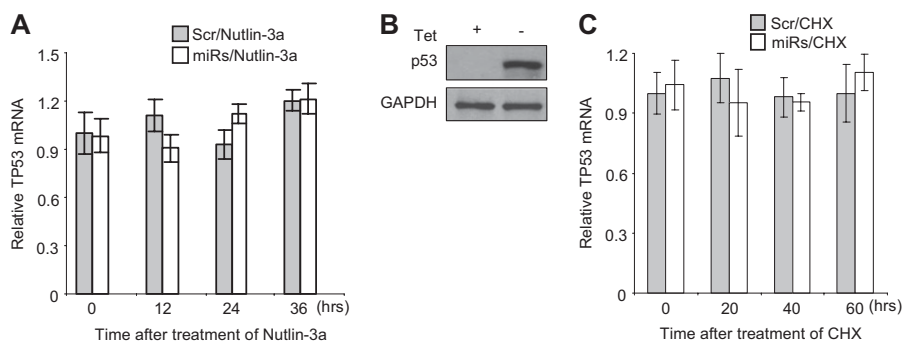 A
Scr/Nutlin-3a
miRs/Nutlin-3a
Relative TP53 mRNA
1.5
1.2
0.9
0.6
0.3
0
0 12 24 36 (hrs)
Time after treatment of Nutlin-3a
B
Tet + -
p53
GAPDH
C
Scr/CHX
miRs/CHX
Relative TP53 mRNA
1.2
0.9
0.6
0.3
0
0 20 40 60 (hrs)
Time after treatment of CHX